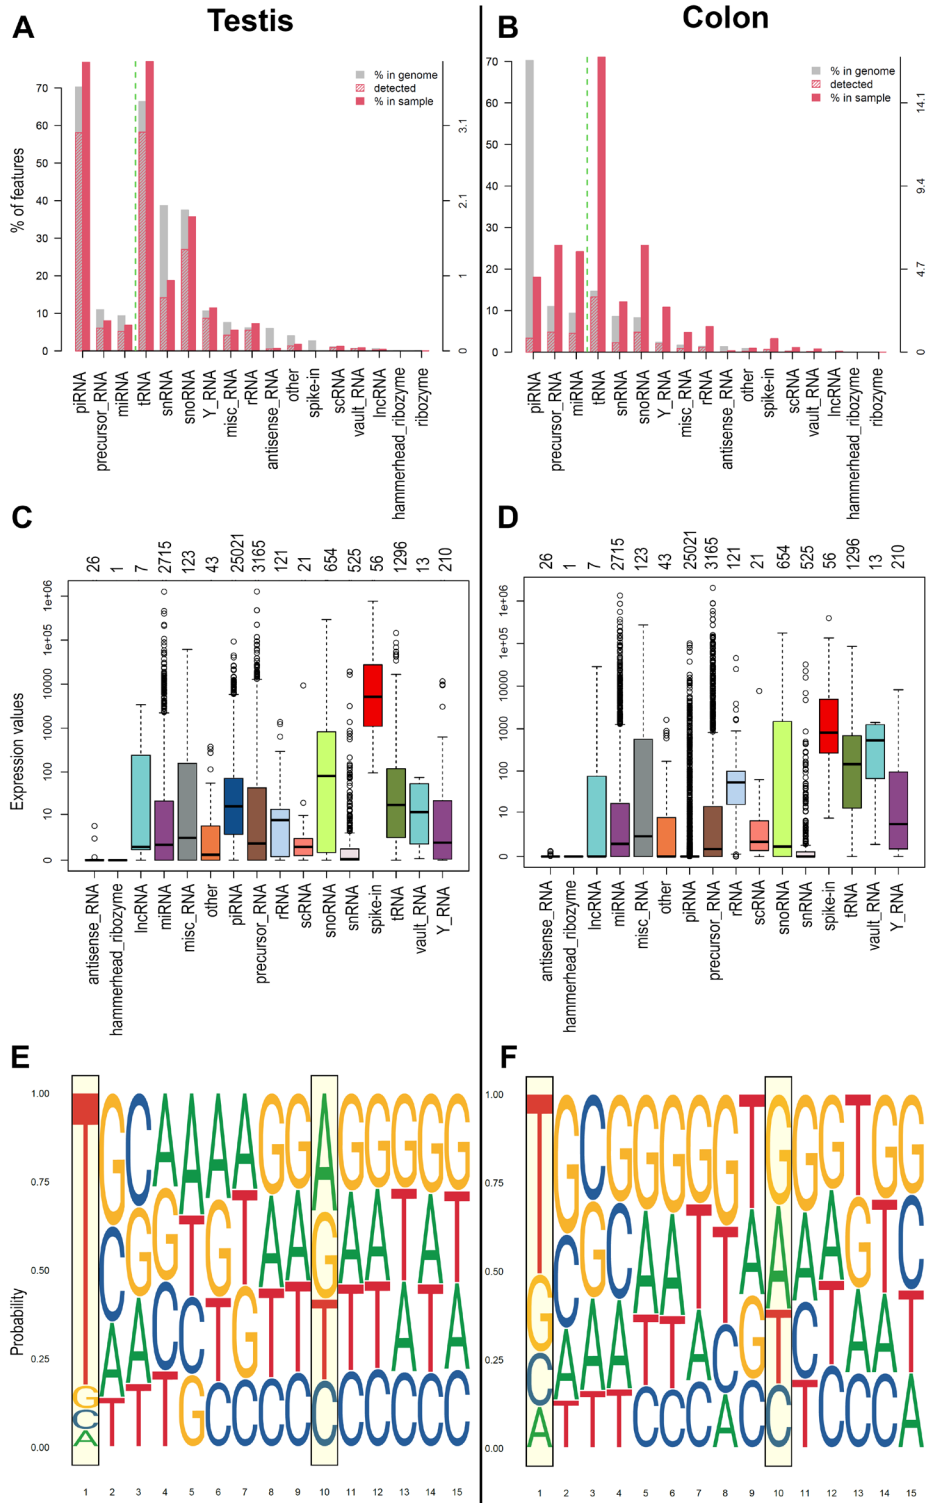 Testis
Colon
A
B
% in genome
detected
% in sample
% in genome
detected
% in sample
% of features
70
60
50
40
30
20
10
0
3.1
2.1
1
0
70
60
50
40
30
20
10
0
14.1
9.4
4.7
0
piRNA
precursor_RNA
miRNA
tRNA
snRNA
snoRNA
Y_RNA
misc_RNA
rRNA
antisense_RNA
other
spike-in
scRNA
vault_RNA
lncRNA
hammerhead_ribozyme
ribozyme
piRNA
precursor_RNA
miRNA
tRNA
snRNA
snoRNA
Y_RNA
misc_RNA
rRNA
antisense_RNA
other
spike-in
scRNA
vault_RNA
lncRNA
hammerhead_ribozyme
ribozyme
C
D
26 1 7 2715 123 43 25021 3165 121 21 654 525 56 1296 13 210
26 1 7 2715 123 43 25021 3165 121 21 654 525 56 1296 13 210
Expression values
1e+06
1e+05
10000
1000
100
10
0
1e+06
1e+05
10000
1000
100
10
0
antisense_RNA
hammerhead_ribozyme
lncRNA
miRNA
misc_RNA
other
piRNA
precursor_RNA
rRNA
scRNA
snoRNA
snRNA
spike-in
tRNA
vault_RNA
Y_RNA
antisense_RNA
hammerhead_ribozyme
lncRNA
miRNA
misc_RNA
other
piRNA
precursor_RNA
rRNA
scRNA
snoRNA
snRNA
spike-in
tRNA
vault_RNA
Y_RNA
E
F
Probability
1.00
0.75
0.50
0.25
0.00
1.00
0.75
0.50
0.25
0.00
T G C A A A A G G A G G G G G
G C G G T G T A A G A A T A T
C A A C C T G T T T T T A T A
A T T T G C C C C C C C C C C
T G C G G G G G T G G G T G G
G C G C A A T T A A A A G T C
C A A A T T A C G T C T A A T
A T T T C C C A C C T C C C A
1 2 3 4 5 6 7 8 9 10 11 12 13 14 15
1 2 3 4 5 6 7 8 9 10 11 12 13 14 15